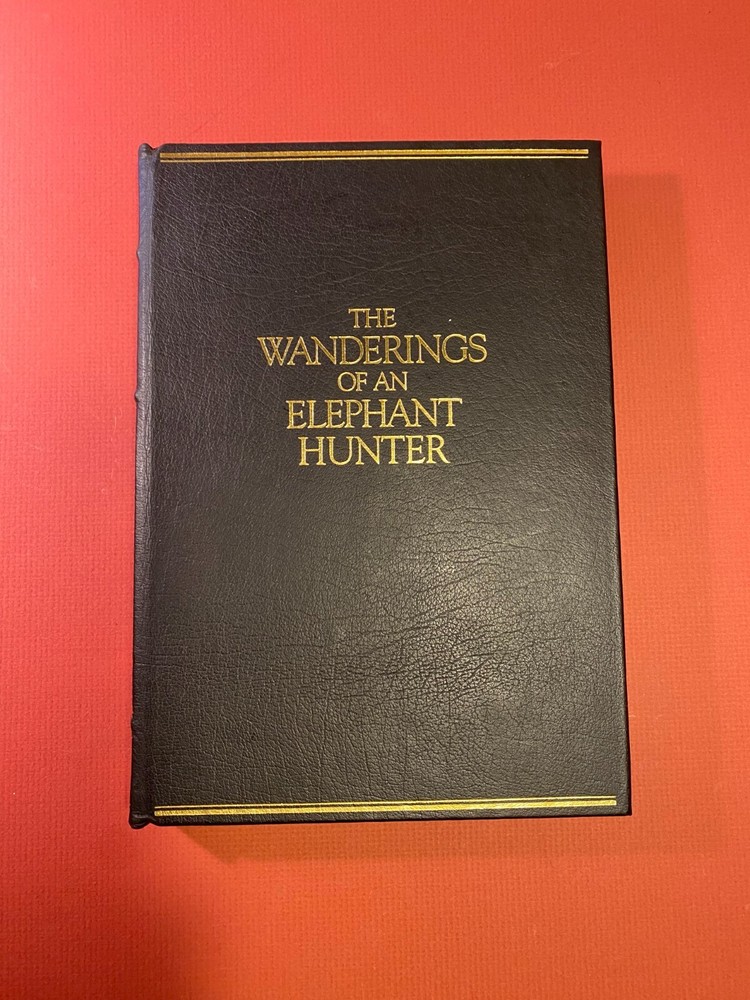 THE
WANDERINGS
OF AN
ELEPHANT
HUNTER